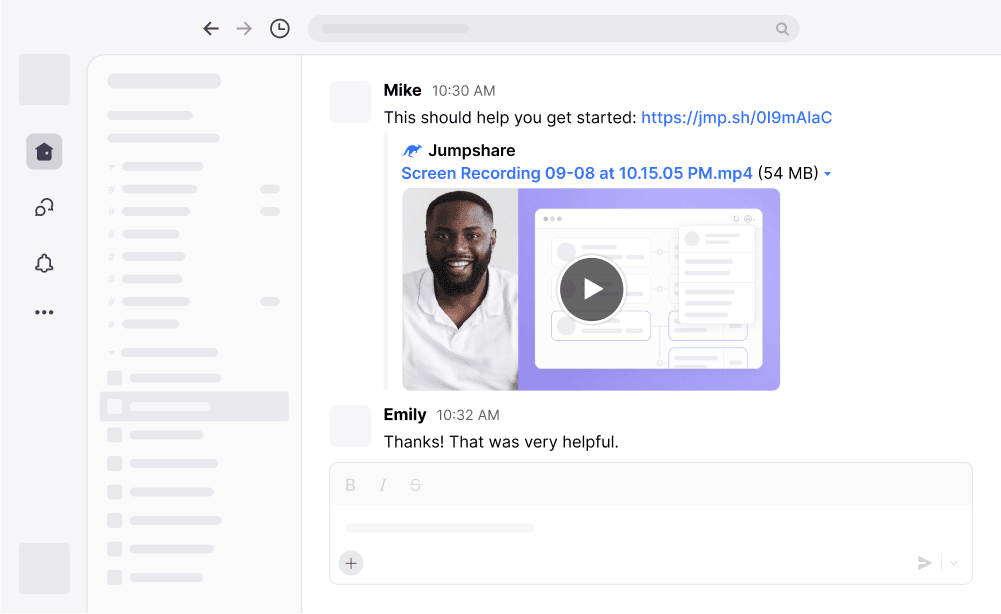 Mike 10:30 AM
This should help you get started: https://jmp.sh/0I9mAlaC
Jumpshare
Screen Recording 09-08 at 10.15.05 PM.mp4 (54 MB)
Emily 10:32 AM
Thanks! That was very helpful.
B I S